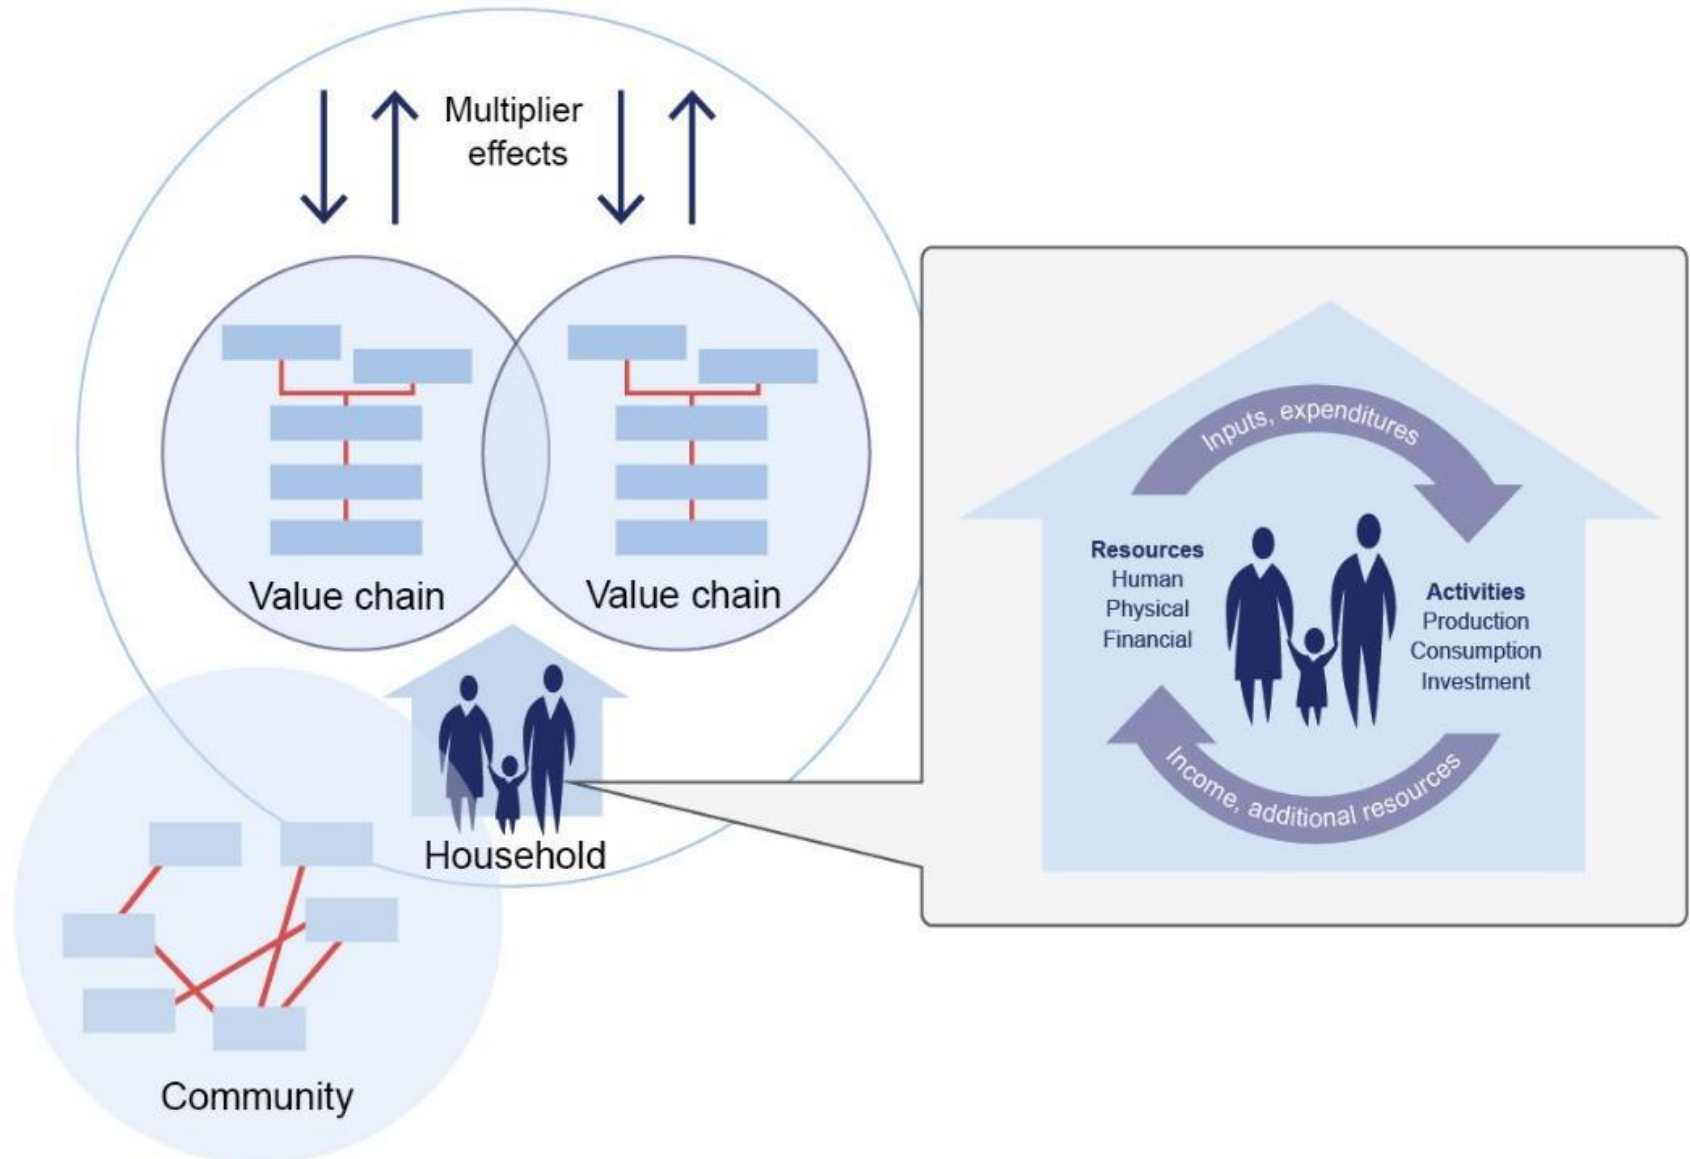 Multiplier
effects
Value chain
Value chain
Household
Community
Inputs, expenditures
Resources
Human
Physical
Financial
Activities
Production
Consumption
Investment
Income, additional resources